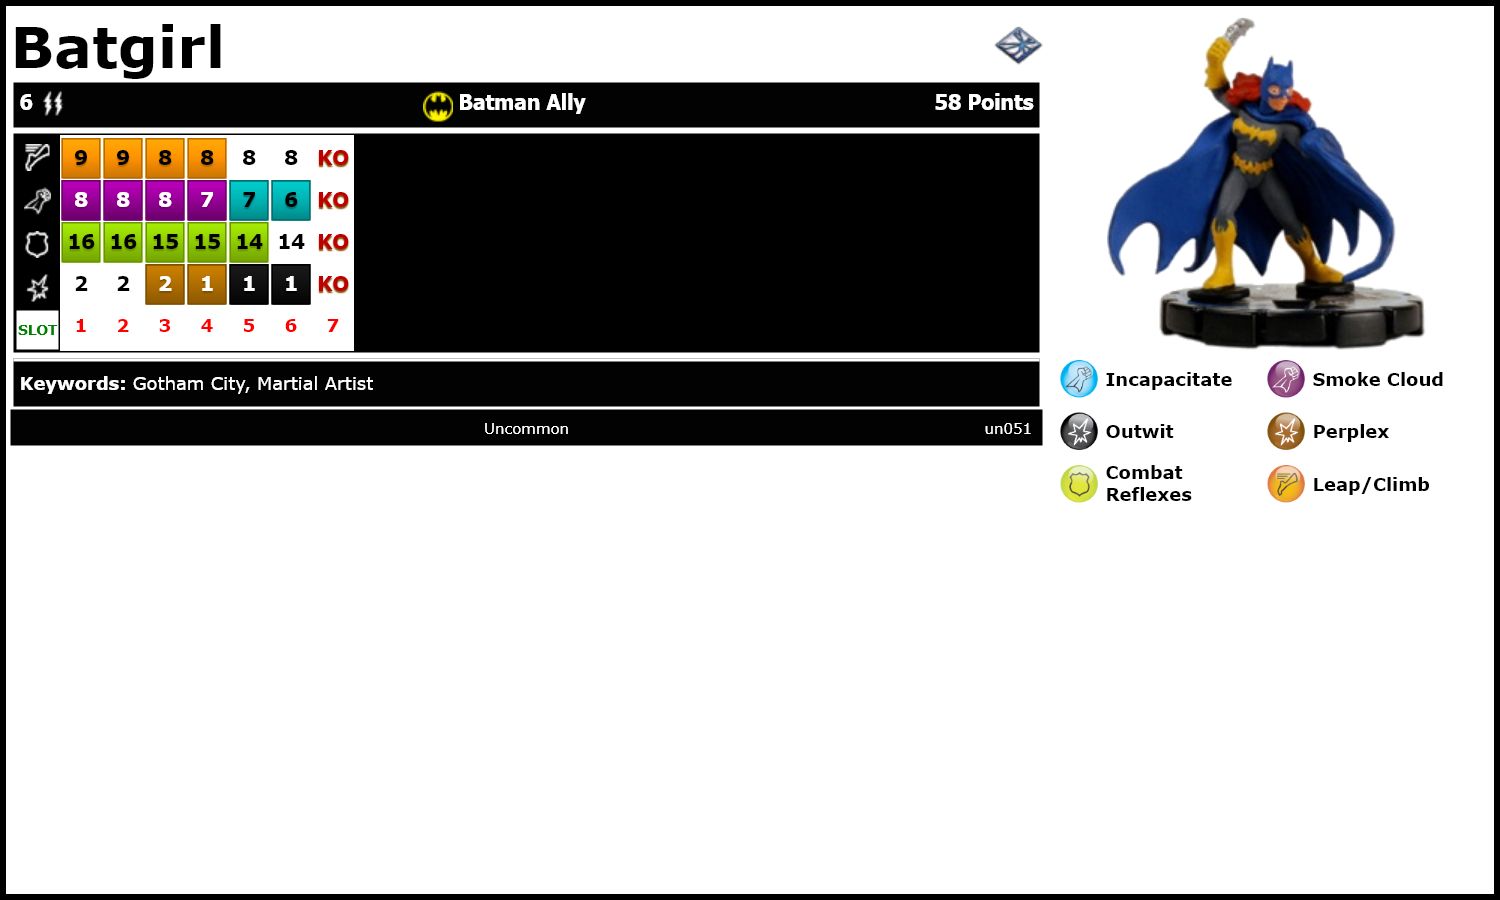 Batgirl
6 Batman Ally 58 Points
9 9 8 8 8 8 KO
8 8 8 7 7 6 KO
16 16 15 15 14 14 KO
2 2 2 1 1 1 KO
SLOT 1 2 3 4 5 6 7
Keywords: Gotham City, Martial Artist
Uncommon un051
Incapacitate Smoke Cloud
Outwit Perplex
Combat
Reflexes
Leap/Climb